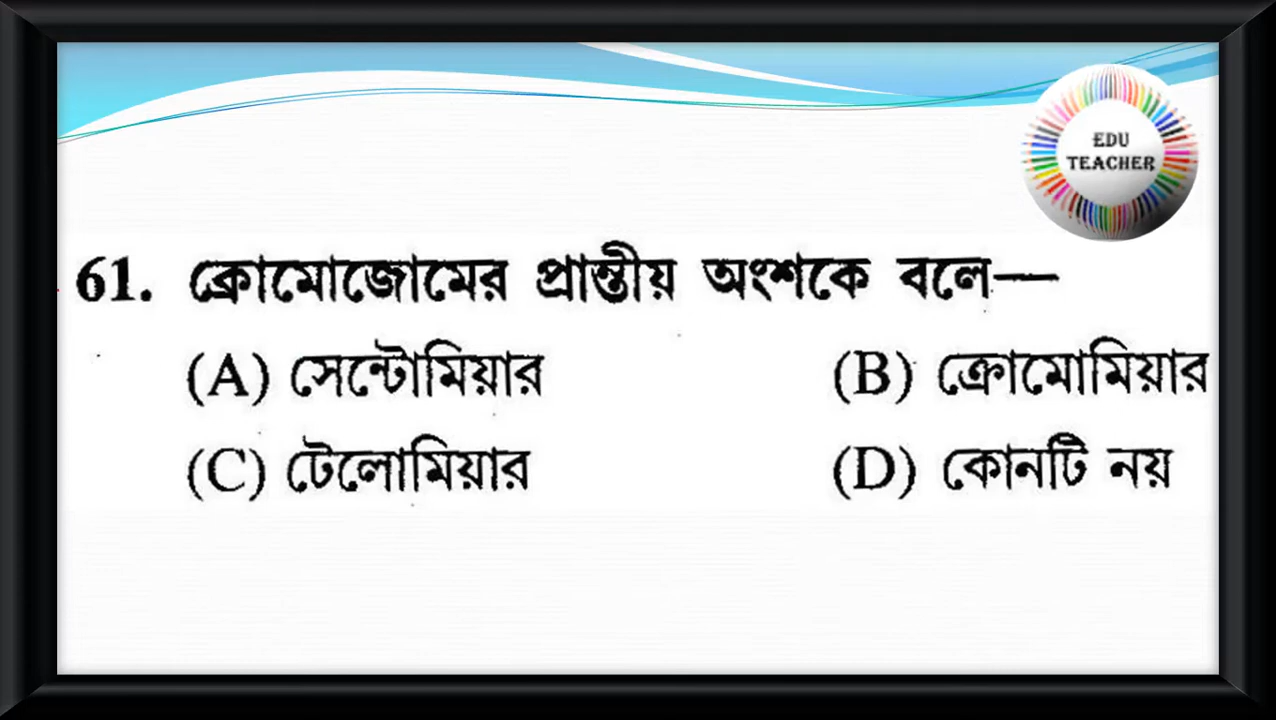 EDU
TEACHER
61. ক্রোমোজোমের প্রান্তীয় অংশকে বলে—
(A) সেন্টোমিয়ার (B) ক্রোমোমিয়ার
(C) টেলোমিয়ার (D) কোনটি নয়